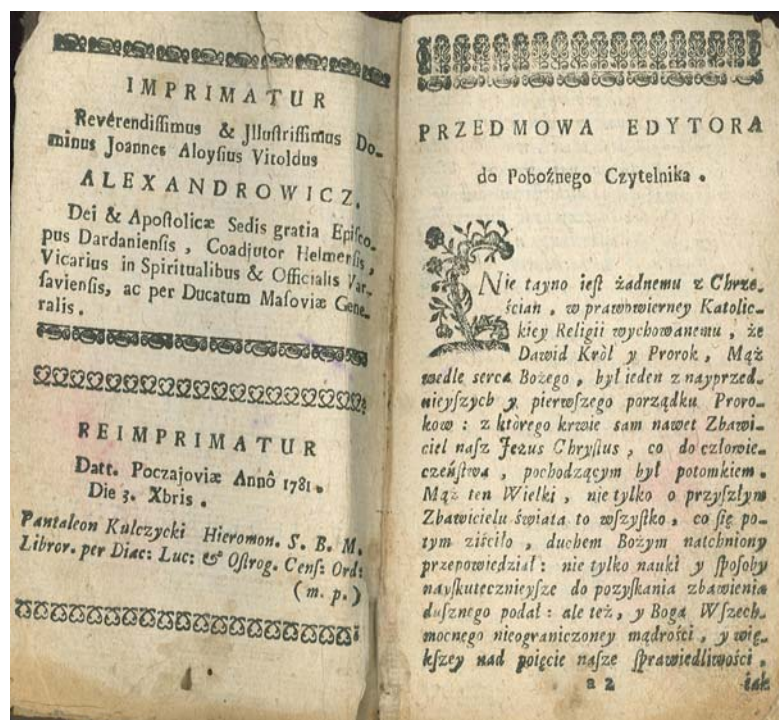 IMPRIMATUR
Reverendiſſimus & Jlluſtriſſimus Do-
minus Joannes Aloyſius Vitoldus
ALEXANDROWICZ.
Dei & Apoſtolicæ Sedis gratia Epiſco-
pus Dardanienſis , Coadjutor Helmenſis ,
Vicarius in Spiritualibus & Officialis Var-
ſavienſis, ac per Ducatum Maſoviæ Gene-
ralis .
REIMPRIMATUR
Datt. Poczajoviæ Annô 1781.
Die 3. Xbris .
Pantaleon Kulczycki Hieromon. S. B. M.
Libror. per Diæc: Luc: & Oſtrog. Cenſ: Ord:
( m. p. )
PRZEDMOWA EDYTORA
do Pobożnego Czytelnika .
Nie tayno ieſt żadnemu z Chrze-
ścian , w prawowierney Katolic-
kiey Religii wychowanemu , że
Dawid Król y Prorok , Mąż
wedle serca Bożego , był ieden z nayprzed-
nieyſzych y pierwſzego porządku Proro-
kow : z którego krwie sam nawet Zbawi-
ciel naſz Jezus Chryſtus , co do człowie-
czeńſtwa , pochodzącym był potomkiem .
Mąż ten Wielki , nie tylko o przyſzłym
Zbawicielu świata to wſzyſtko , co ſię po-
tym ziściło , duchem Bożym natchniony
przepowiedział : nie tylko nauki y ſpoſoby
nayſkutecznieyſze do pozyſkania zbawienia
duſznego podał : ale też , y Boga Wſzech-
mocnego nieograniczoney mądrości , y wię-
kſzey nad poięcie naſze ſprawiedliwości ,
a 2 iak